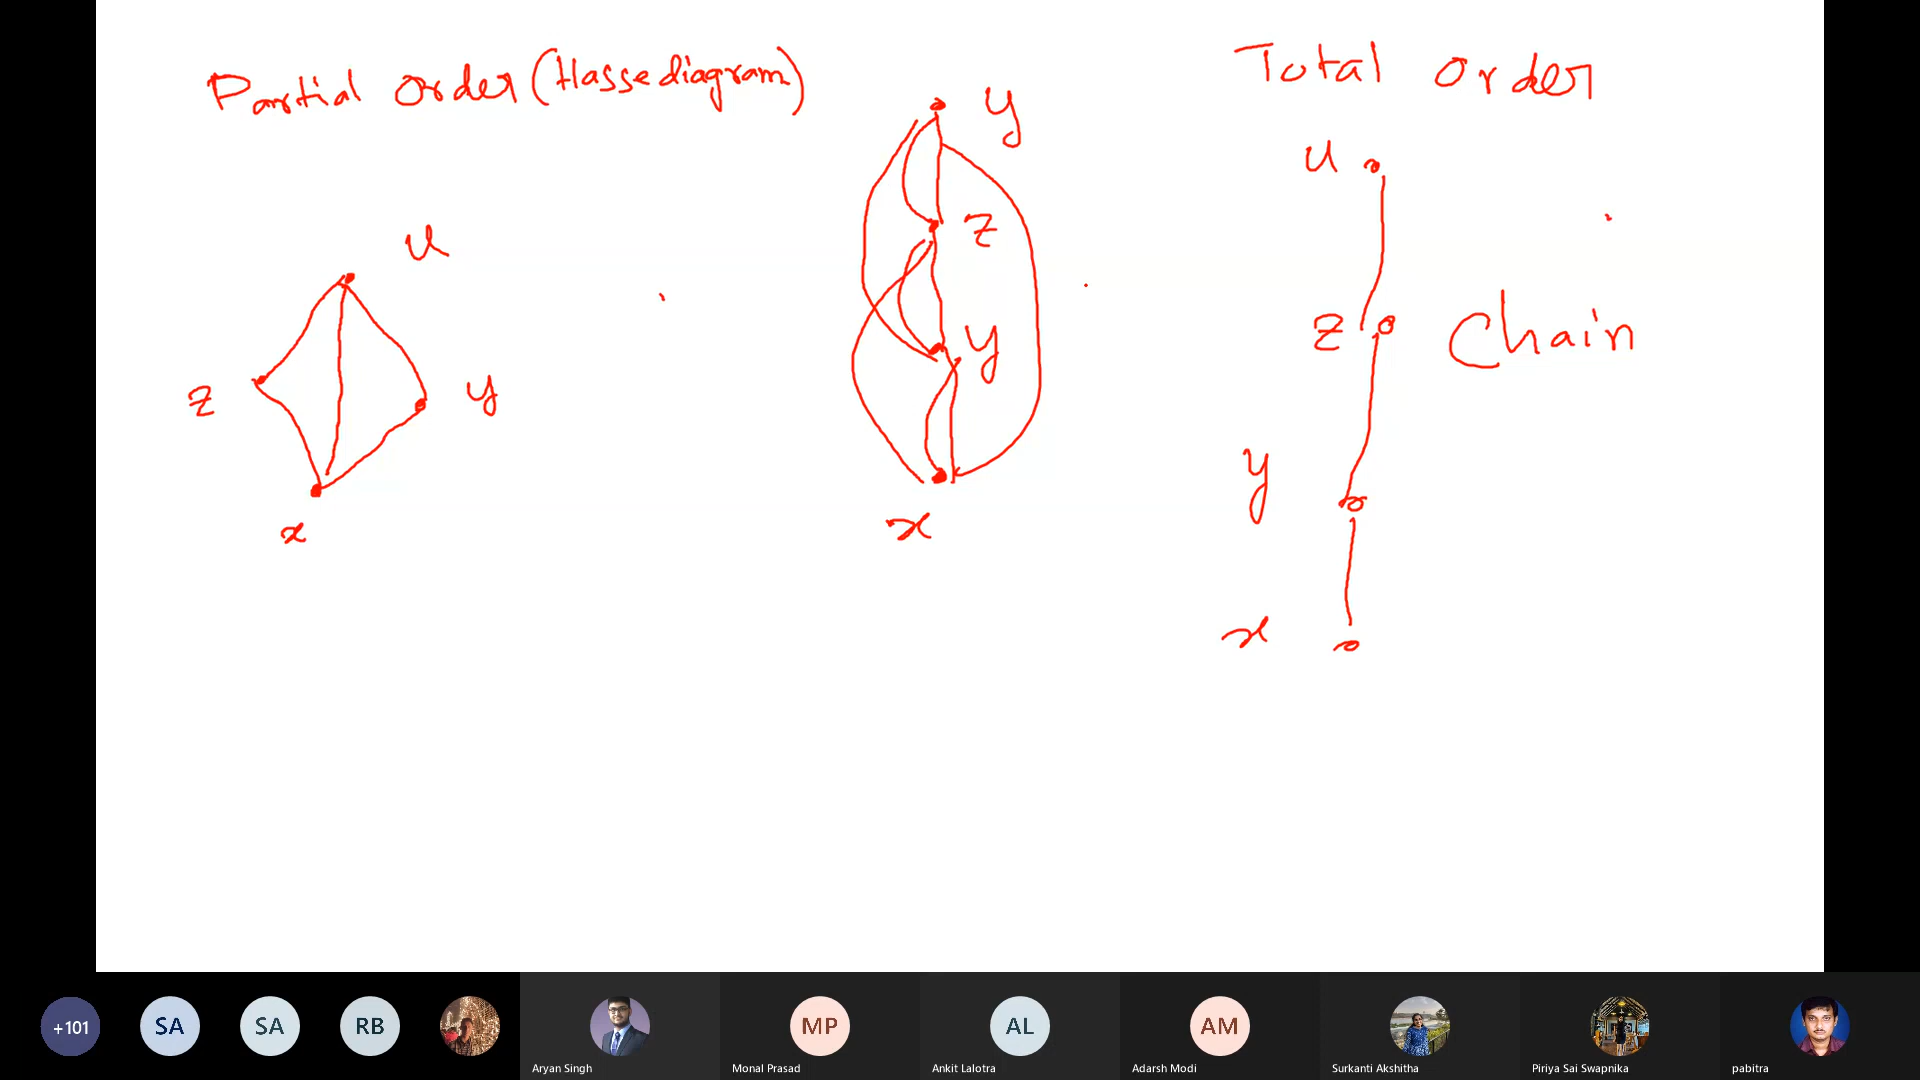 Partial Order (Hasse diagram)
u
z
y
x
y
z
y
x
Total Order
u
z
Chain
y
x
+101
SA
SA
RB
Aryan Singh
MP
Monal Prasad
AL
Ankit Lalotra
AM
Adarsh Modi
Surkanti Akshitha
Piriya Sai Swapnika
pabitra